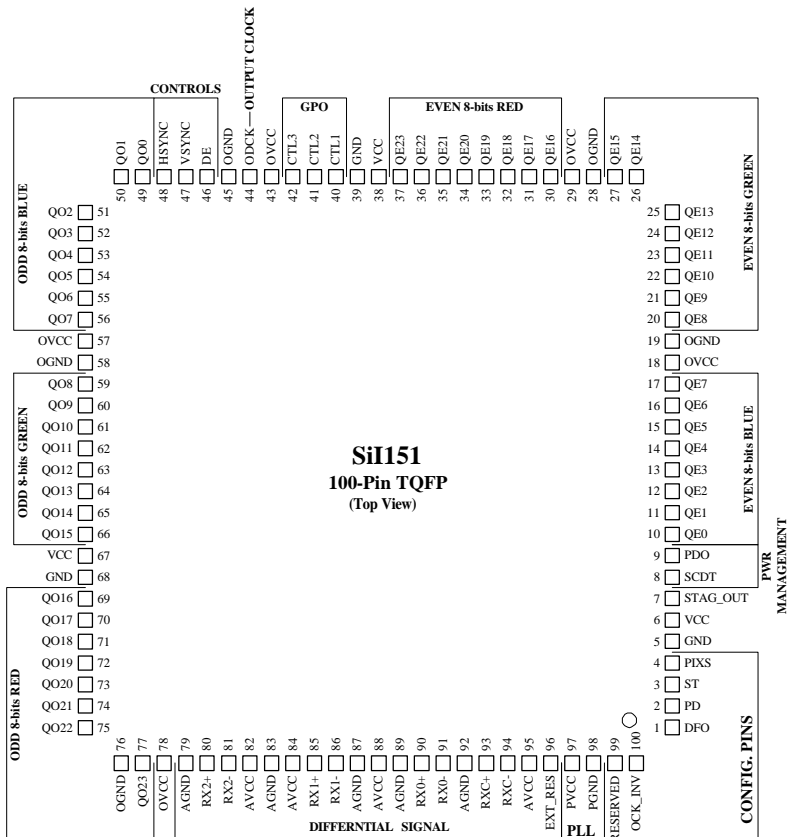 CONTROLS
ODCK—OUTPUT CLOCK
GPO
EVEN 8-bits RED
ODD 8-bits BLUE
EVEN 8-bits GREEN
QO1
QO0
HSYNC
VSYNC
DE
OGND
OVCC
CTL3
CTL2
CTL1
GND
VCC
QE23
QE22
QE21
QE20
QE19
QE18
QE17
QE16
OVCC
OGND
QE15
QE14
50
49
48
47
46
45
44
43
42
41
40
39
38
37
36
35
34
33
32
31
30
29
28
27
26
QO2 51
QO3 52
QO4 53
QO5 54
QO6 55
QO7 56
OVCC 57
OGND 58
ODD 8-bits GREEN
QO8 59
QO9 60
QO10 61
QO11 62
QO12 63
QO13 64
QO14 65
QO15 66
VCC 67
GND 68
ODD 8-bits RED
QO16 69
QO17 70
QO18 71
QO19 72
QO20 73
QO21 74
QO22 75
SiI151
100-Pin TQFP
(Top View)
25 QE13
24 QE12
23 QE11
22 QE10
21 QE9
20 QE8
19 OGND
18 OVCC
17 QE7
16 QE6
15 QE5
14 QE4
13 QE3
12 QE2
11 QE1
10 QE0
EVEN 8-bits BLUE
9 PDO
8 SCDT
PWR
MANAGEMENT
7 STAG_OUT
6 VCC
5 GND
4 PIXS
3 ST
2 PD
1 DFO
CONFIG. PINS
76
77
78
79
80
81
82
83
84
85
86
87
88
89
90
91
92
93
94
95
96
97
98
99
100
OGND
QO23
OVCC
AGND
RX2+
RX2-
AVCC
AGND
AVCC
RX1+
RX1-
AGND
AVCC
AGND
RX0+
RX0-
AGND
RXC+
RXC-
AVCC
EXT_RES
PVCC
PGND
RESERVED
OCK_INV
DIFFERNTIAL SIGNAL
PLL